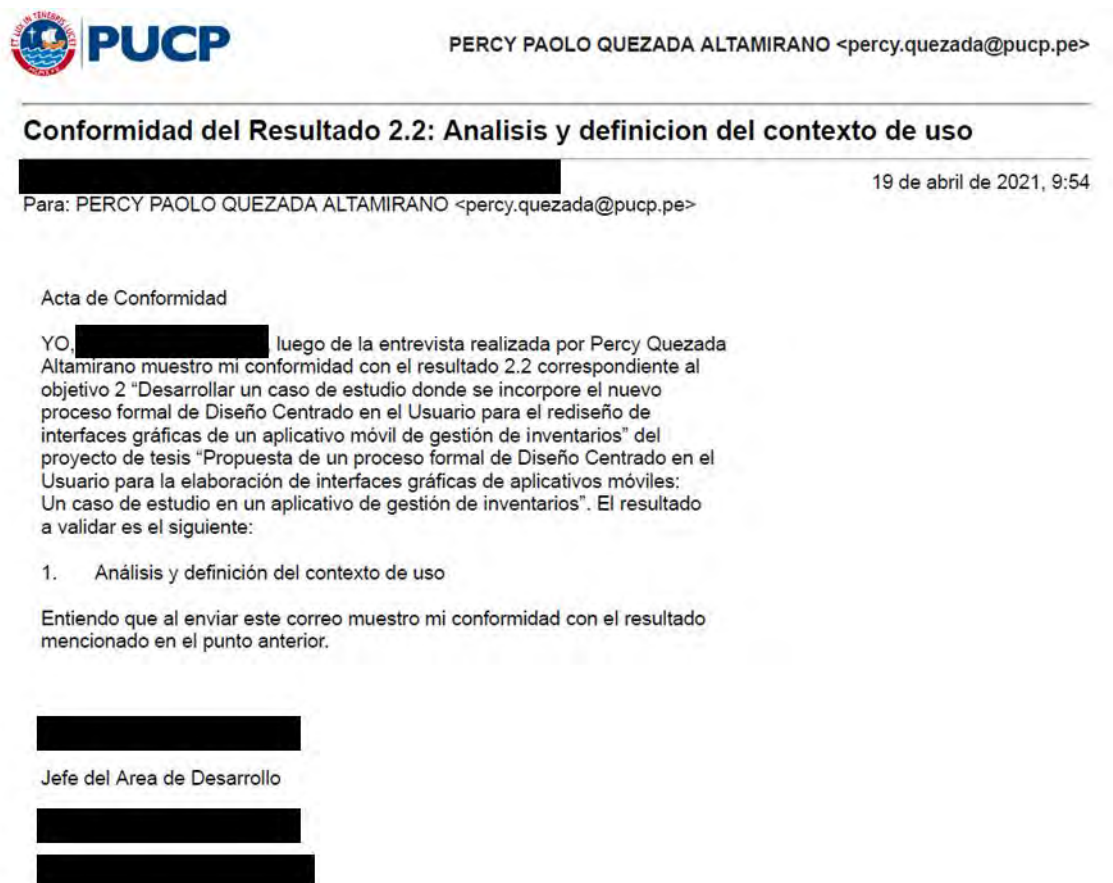 PUCP
PERCY PAOLO QUEZADA ALTAMIRANO <percy.quezada@pucp.pe>
Conformidad del Resultado 2.2: Analisis y definicion del contexto de uso
19 de abril de 2021, 9:54
Para: PERCY PAOLO QUEZADA ALTAMIRANO <percy.quezada@pucp.pe>
Acta de Conformidad
YO, , luego de la entrevista realizada por Percy Quezada
Altamirano muestro mi conformidad con el resultado 2.2 correspondiente al
objetivo 2 “Desarrollar un caso de estudio donde se incorpore el nuevo
proceso formal de Diseño Centrado en el Usuario para el rediseño de
interfaces gráficas de un aplicativo móvil de gestión de inventarios” del
proyecto de tesis “Propuesta de un proceso formal de Diseño Centrado en el
Usuario para la elaboración de interfaces gráficas de aplicativos móviles:
Un caso de estudio en un aplicativo de gestión de inventarios”. El resultado
a validar es el siguiente:
1. Análisis y definición del contexto de uso
Entiendo que al enviar este correo muestro mi conformidad con el resultado
mencionado en el punto anterior.
Jefe del Area de Desarrollo